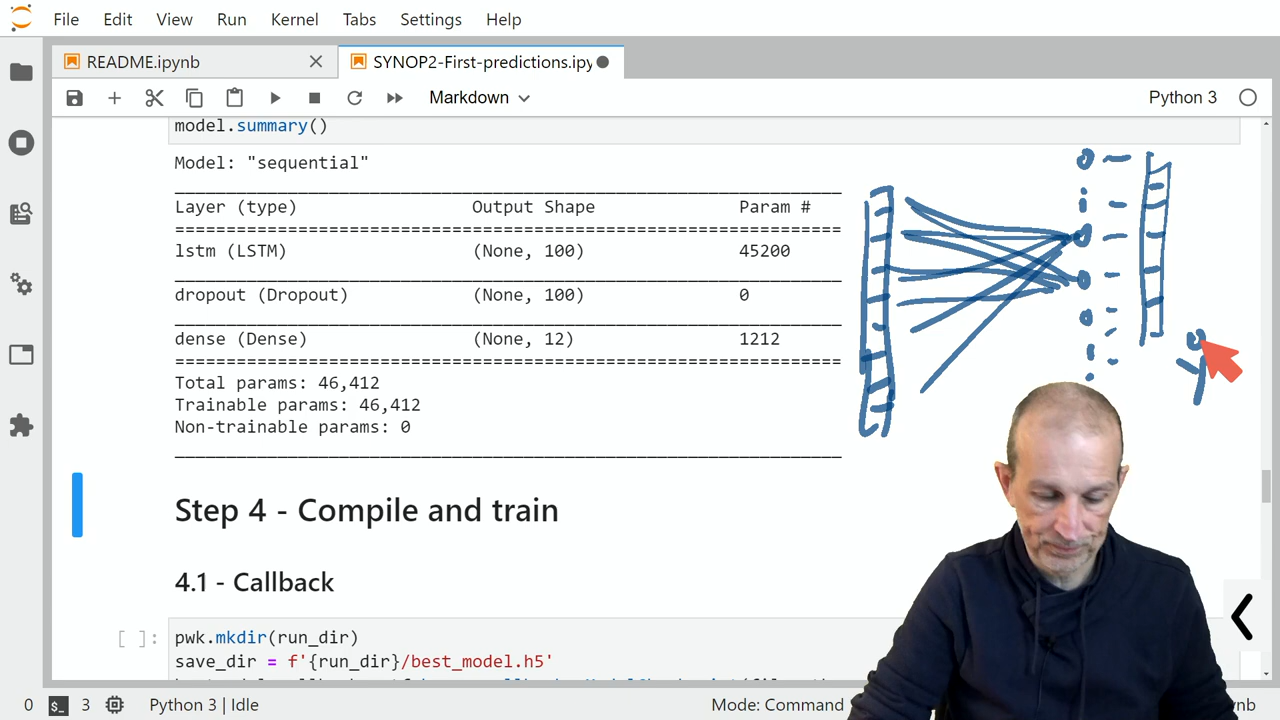 File Edit View Run Kernel Tabs Settings Help
README.ipynb SYNOP2-First-predictions.ipy
Markdown Python 3
model.summary()
Model: "sequential"
Layer (type) Output Shape Param #
lstm (LSTM) (None, 100) 45200
dropout (Dropout) (None, 100) 0
dense (Dense) (None, 12) 1212
Total params: 46,412
Trainable params: 46,412
Non-trainable params: 0
Step 4 - Compile and train
4.1 - Callback
[ ]: pwk.mkdir(run_dir)
save_dir = f'{run_dir}/best_model.h5'
0 $_ 3 Python 3 | Idle Mode: Command nb